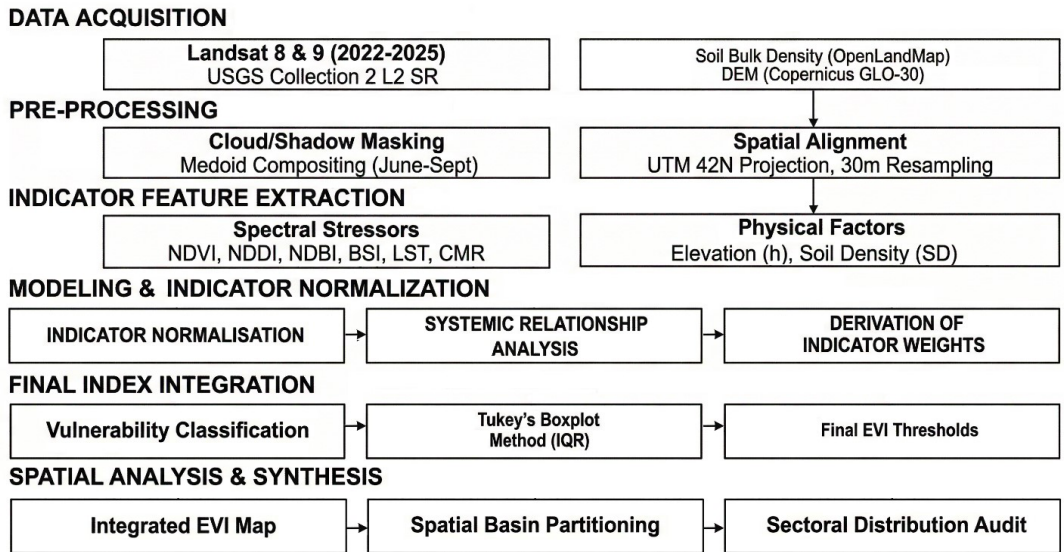 DATA ACQUISITION
Landsat 8 & 9 (2022-2025)
USGS Collection 2 L2 SR
Soil Bulk Density (OpenLandMap)
DEM (Copernicus GLO-30)
PRE-PROCESSING
Cloud/Shadow Masking
Medoid Compositing (June-Sept)
Spatial Alignment
UTM 42N Projection, 30m Resampling
INDICATOR FEATURE EXTRACTION
Spectral Stressors
NDVI, NDDI, NDBI, BSI, LST, CMR
Physical Factors
Elevation (h), Soil Density (SD)
MODELING & INDICATOR NORMALIZATION
INDICATOR NORMALISATION
SYSTEMIC RELATIONSHIP
ANALYSIS
DERIVATION OF
INDICATOR WEIGHTS
FINAL INDEX INTEGRATION
Vulnerability Classification
Tukey's Boxplot
Method (IQR)
Final EVI Thresholds
SPATIAL ANALYSIS & SYNTHESIS
Integrated EVI Map
Spatial Basin Partitioning
Sectoral Distribution Audit